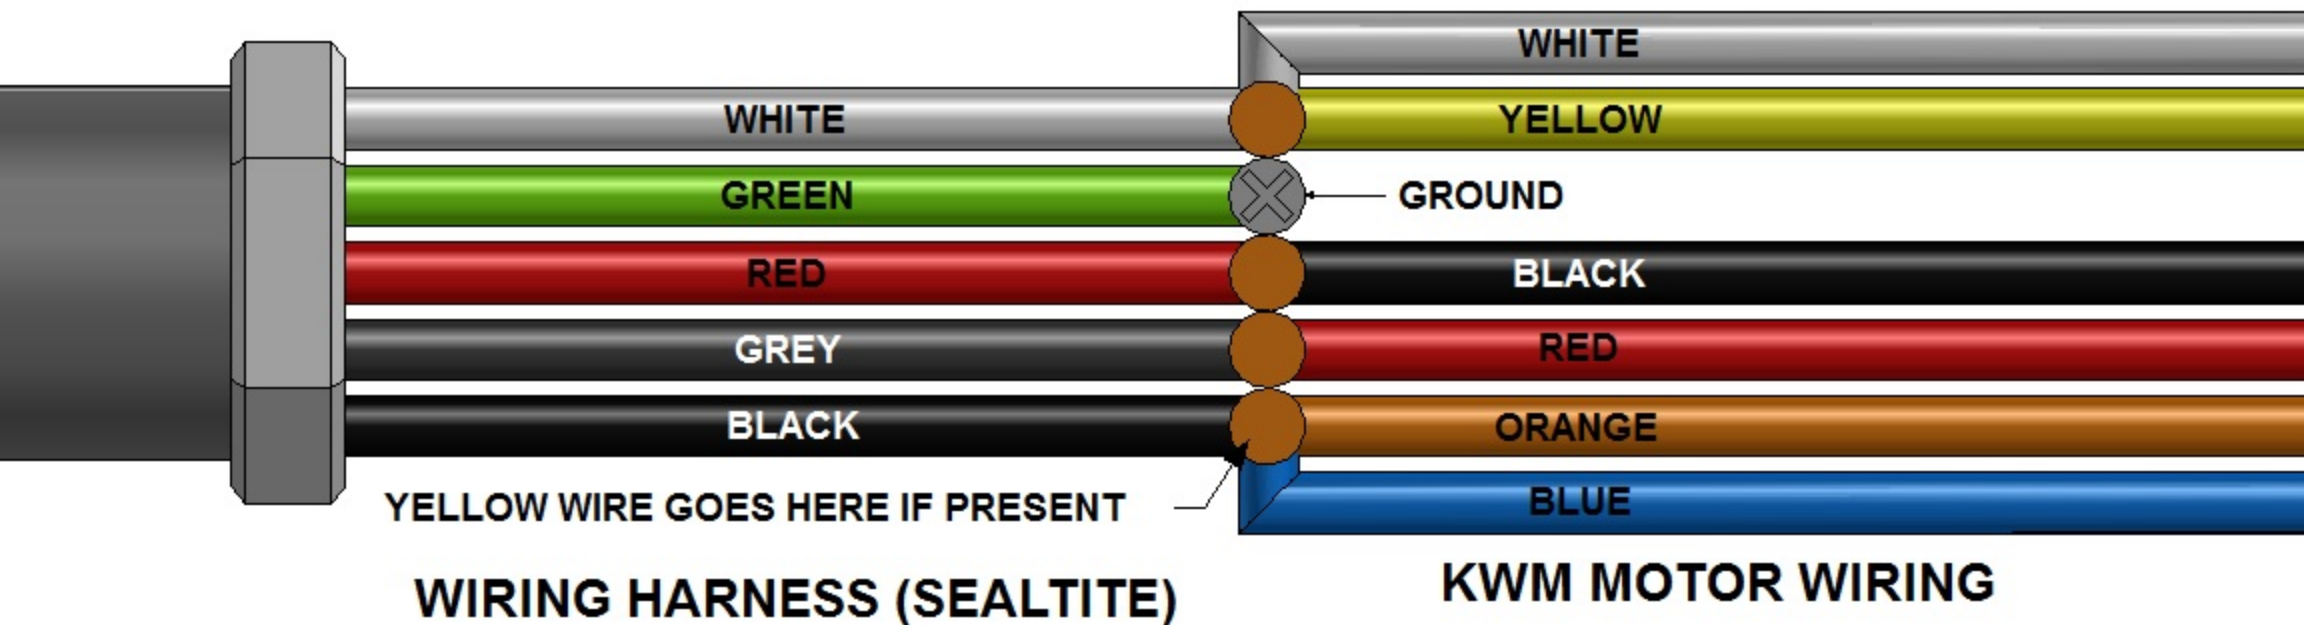 WHITE
WHITE
YELLOW
GREEN
GROUND
RED
BLACK
GREY
RED
BLACK
ORANGE
YELLOW WIRE GOES HERE IF PRESENT
BLUE
WIRING HARNESS (SEALTITE)
KWM MOTOR WIRING